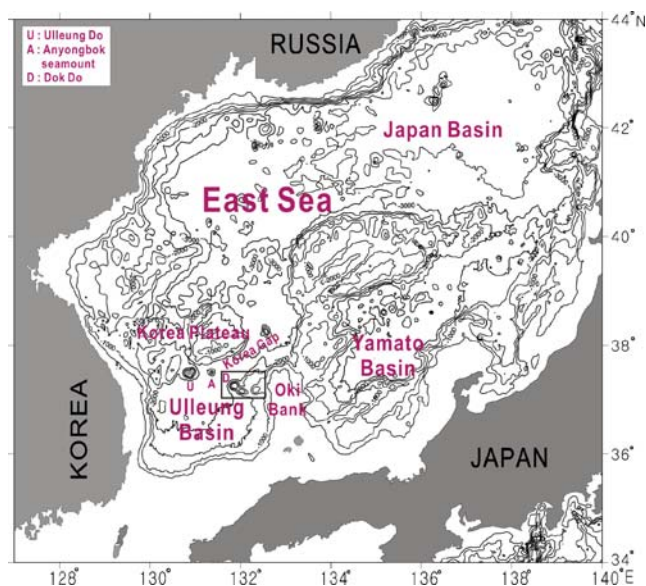 U : Ulleung Do
A : Anyongbok
seamount
D : Dok Do
RUSSIA
Japan Basin
East Sea
Korea Plateau
Korea Gap
Yamato
Basin
U A D
Oki
Bank
Ulleung
Basin
KOREA
JAPAN
44°N
42
40
38
36
34
128 130 132 134 136 138 140°E